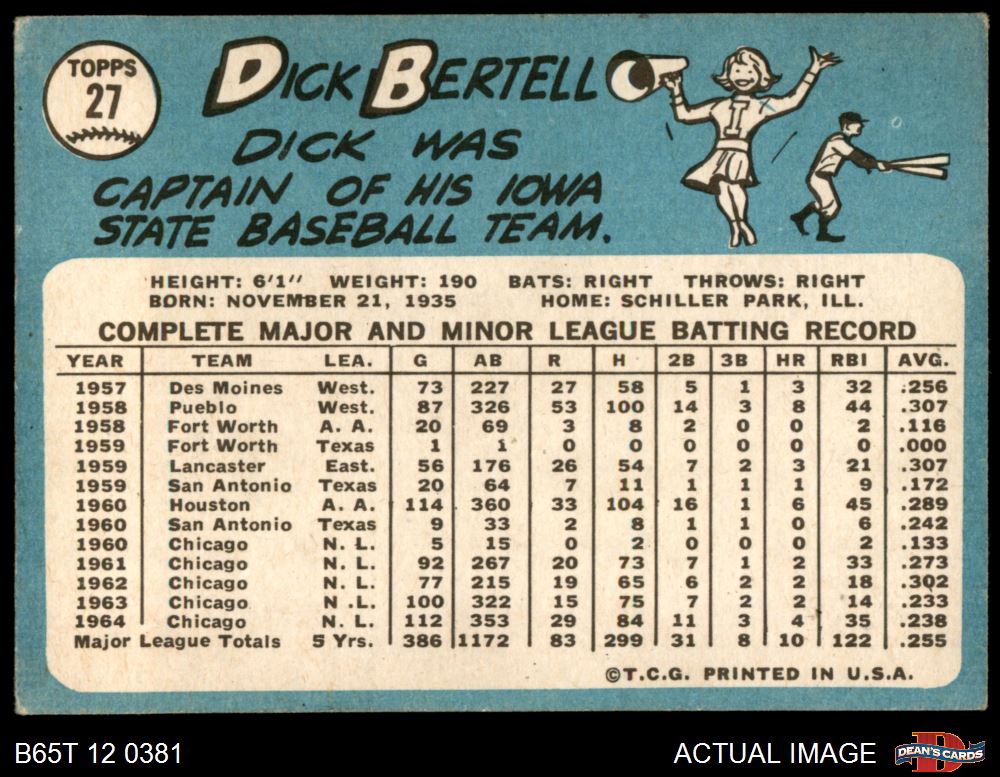 TOPPS
27
DICK BERTELL
DICK WAS
CAPTAIN OF HIS IOWA
STATE BASEBALL TEAM.
I
HEIGHT: 6'1" WEIGHT: 190 BATS: RIGHT THROWS: RIGHT
BORN: NOVEMBER 21, 1935 HOME: SCHILLER PARK, ILL.
COMPLETE MAJOR AND MINOR LEAGUE BATTING RECORD
YEAR TEAM LEA. G AB R H 2B 3B HR RBI AVG.
1957 Des Moines West. 73 227 27 58 5 1 3 32 .256
1958 Pueblo West. 87 326 53 100 14 3 8 44 .307
1958 Fort Worth A. A. 20 69 3 8 2 0 0 2 .116
1959 Fort Worth Texas 1 1 0 0 0 0 0 0 .000
1959 Lancaster East. 56 176 26 54 7 2 3 21 .307
1959 San Antonio Texas 20 64 7 11 1 1 1 9 .172
1960 Houston A. A. 114 360 33 104 16 1 6 45 .289
1960 San Antonio Texas 9 33 2 8 1 1 0 6 .242
1960 Chicago N. L. 5 15 0 2 0 0 0 2 .133
1961 Chicago N. L. 92 267 20 73 7 1 2 33 .273
1962 Chicago N. L. 77 215 19 65 6 2 2 18 .302
1963 Chicago N .L. 100 322 15 75 7 2 2 14 .233
1964 Chicago N. L. 112 353 29 84 11 3 4 35 .238
Major League Totals 5 Yrs. 386 1172 83 299 31 8 10 122 .255
©T.C.G. PRINTED IN U.S.A.
B65T 12 0381 ACTUAL IMAGE D DEAN'S CARDS